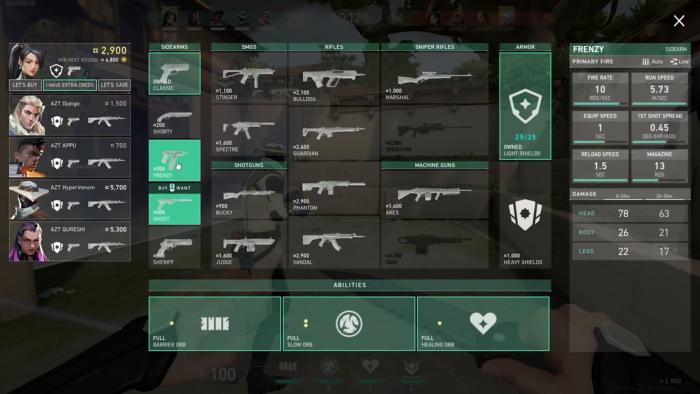 2,900
MIN NEXT ROUND: 4,800
LET'S BUY
I HAVE EXTRA CREDS
LET'S SAVE
AZT Django
1,500
AZT APPU
700
AZT HyperVenom
5,700
AZT QURESHI
5,300
SIDEARMS
OWNED
CLASSIC
200
SHORTY
FRENZY
BUY
WANT
500
GHOST
SHERIFF
SMGS
1,100
STINGER
1,600
SPECTRE
SHOTGUNS
900
BUCKY
1,600
JUDGE
RIFLES
2,100
BULLDOG
2,400
GUARDIAN
2,900
PHANTOM
2,900
VANDAL
SNIPER RIFLES
1,000
MARSHAL
OPERATOR
MACHINE GUNS
1,600
ARES
3,200
ODIN
ARMOR
25/25
OWNED
LIGHT SHIELDS
1,000
HEAVY SHIELDS
FRENZY
SIDEARM
PRIMARY FIRE
Auto
Low
FIRE RATE
10
RDS/SEC
RUN SPEED
5.73
M/SEC
EQUIP SPEED
1
SEC
1ST SHOT SPREAD
0.45
DEG (HIP/ADS)
RELOAD SPEED
1.5
SEC
MAGAZINE
13
RDS
DAMAGE
0-20m
20-50m
HEAD
78
63
BODY
26
21
LEGS
22
17
ABILITIES
FULL
BARRIER ORB
FULL
SLOW ORB
FULL
HEALING ORB
100
2,900